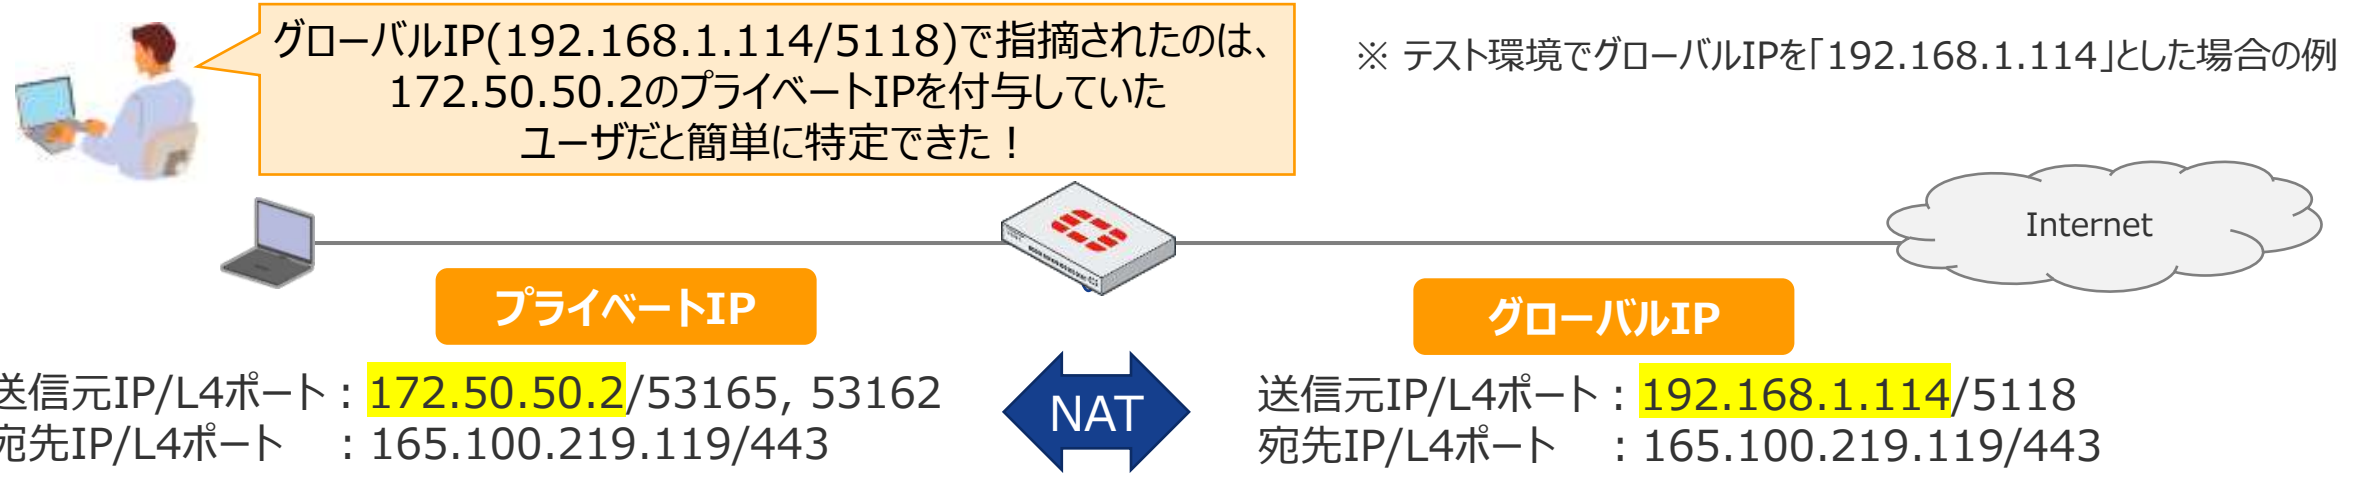 グローバルIP(192.168.1.114/5118)で指摘されたのは、
172.50.50.2のプライベートIPを付与していた
ユーザだと簡単に特定できた！
※ テスト環境でグローバルIPを「192.168.1.114」とした場合の例
Internet
プライベートIP
グローバルIP
送信元IP/L4ポート：172.50.50.2/53165, 53162
宛先IP/L4ポート ：165.100.219.119/443
NAT
送信元IP/L4ポート：192.168.1.114/5118
宛先IP/L4ポート ：165.100.219.119/443